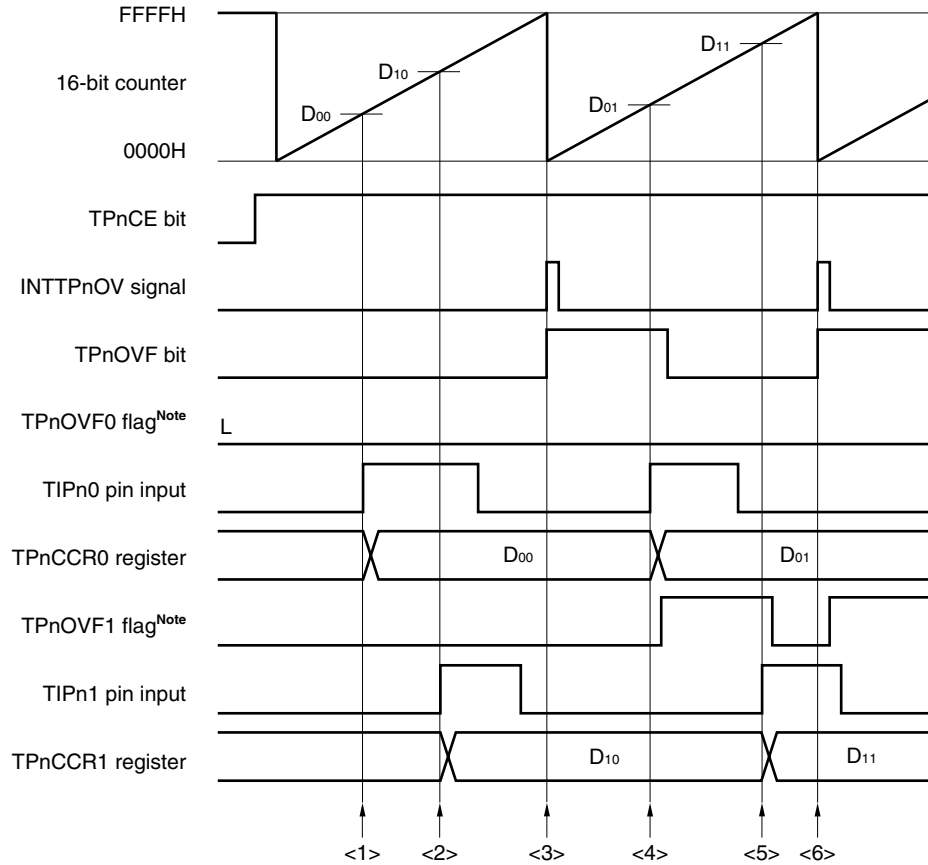 FFFFH
D11
D10
16-bit counter
D01
D00
0000H
TPnCE bit
INTTPnOV signal
TPnOVF bit
TPnOVF0 flagNote
L
TIPn0 pin input
TPnCCR0 register
D00
D01
TPnOVF1 flagNote
TIPn1 pin input
TPnCCR1 register
D10
D11
<1> <2> <3> <4> <5> <6>